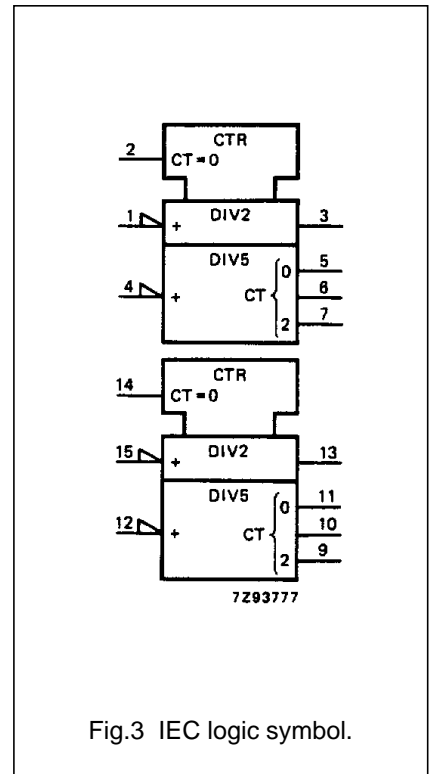 CTR
2
CT=0
DIV2
1
+
3
DIV5
0
5
4
+
CT
6
2
7
CTR
14
CT=0
DIV2
15
+
13
DIV5
0
11
12
+
CT
10
2
9
7Z93777
Fig.3 IEC logic symbol.